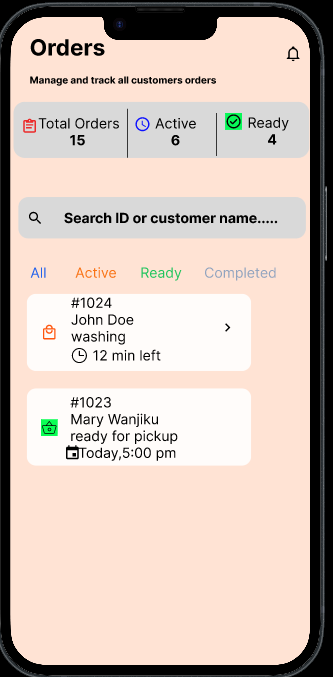 Orders
Manage and track all customers orders
Total Orders Active Ready
15 6 4
Search ID or customer name.....
All Active Ready Completed
#1024
John Doe
washing
12 min left
#1023
Mary Wanjiku
ready for pickup
Today,5:00 pm